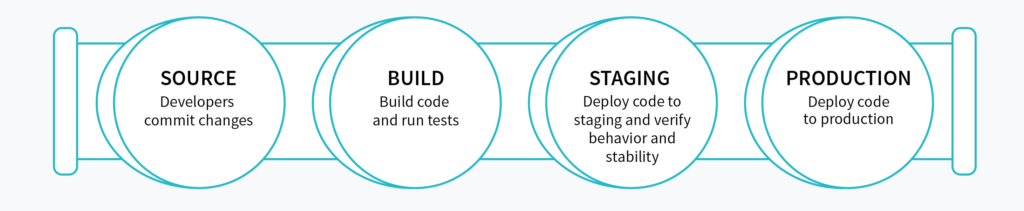 SOURCE
Developers
commit changes
BUILD
Build code
and run tests
STAGING
Deploy code to
staging and verify
behavior and
stability
PRODUCTION
Deploy code
to production